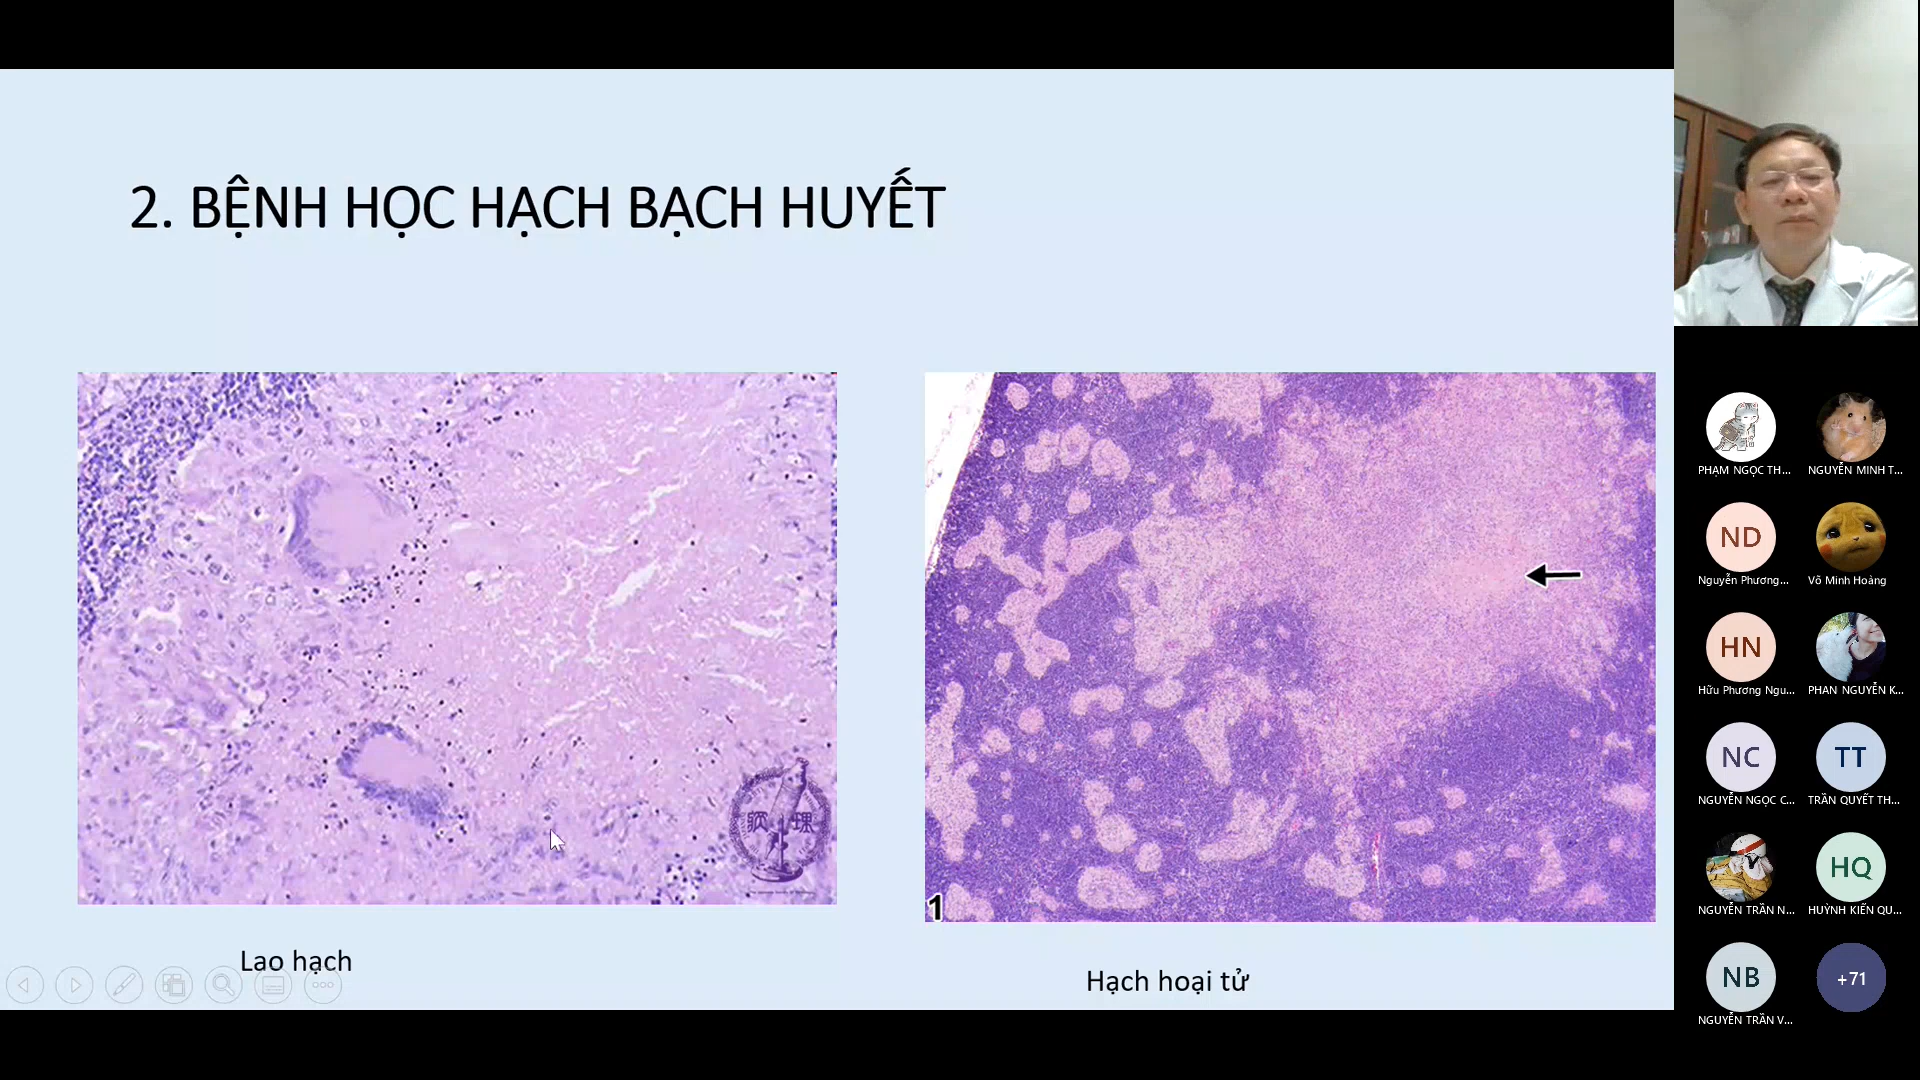 2. BỆNH HỌC HẠCH BẠCH HUYẾT
1
Lao hạch
Hạch hoại tử
PHẠM NGỌC TH...
NGUYỄN MINH T...
ND
Nguyễn Phương...
Võ Minh Hoàng
HN
Hữu Phương Ngu...
PHAN NGUYỄN K...
NC
NGUYỄN NGỌC C...
TT
TRẦN QUYẾT TH...
NGUYỄN TRẦN N...
HQ
HUỲNH KIẾN QU...
NB
NGUYỄN TRẦN V...
+71